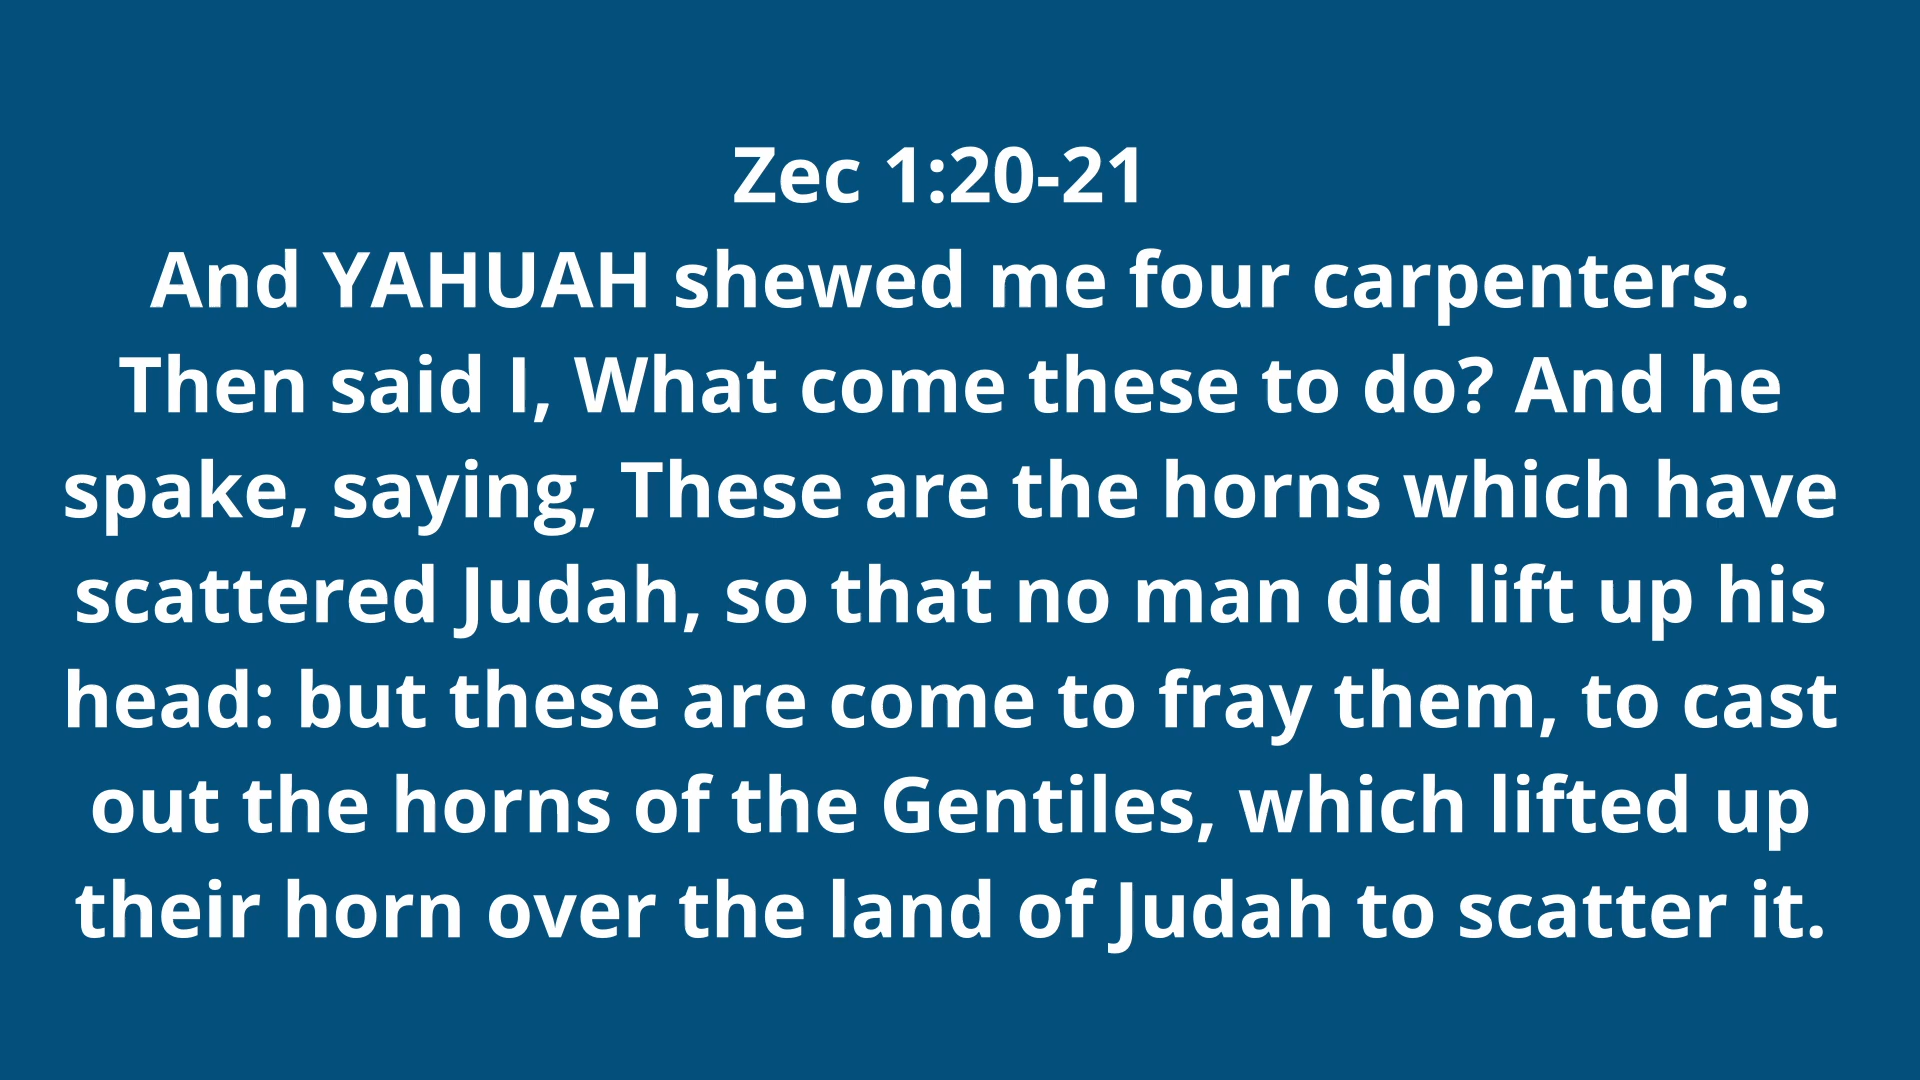 Zec 1:20-21
And YAHUAH shewed me four carpenters.
Then said I, What come these to do? And he
spake, saying, These are the horns which have
scattered Judah, so that no man did lift up his
head: but these are come to fray them, to cast
out the horns of the Gentiles, which lifted up
their horn over the land of Judah to scatter it.